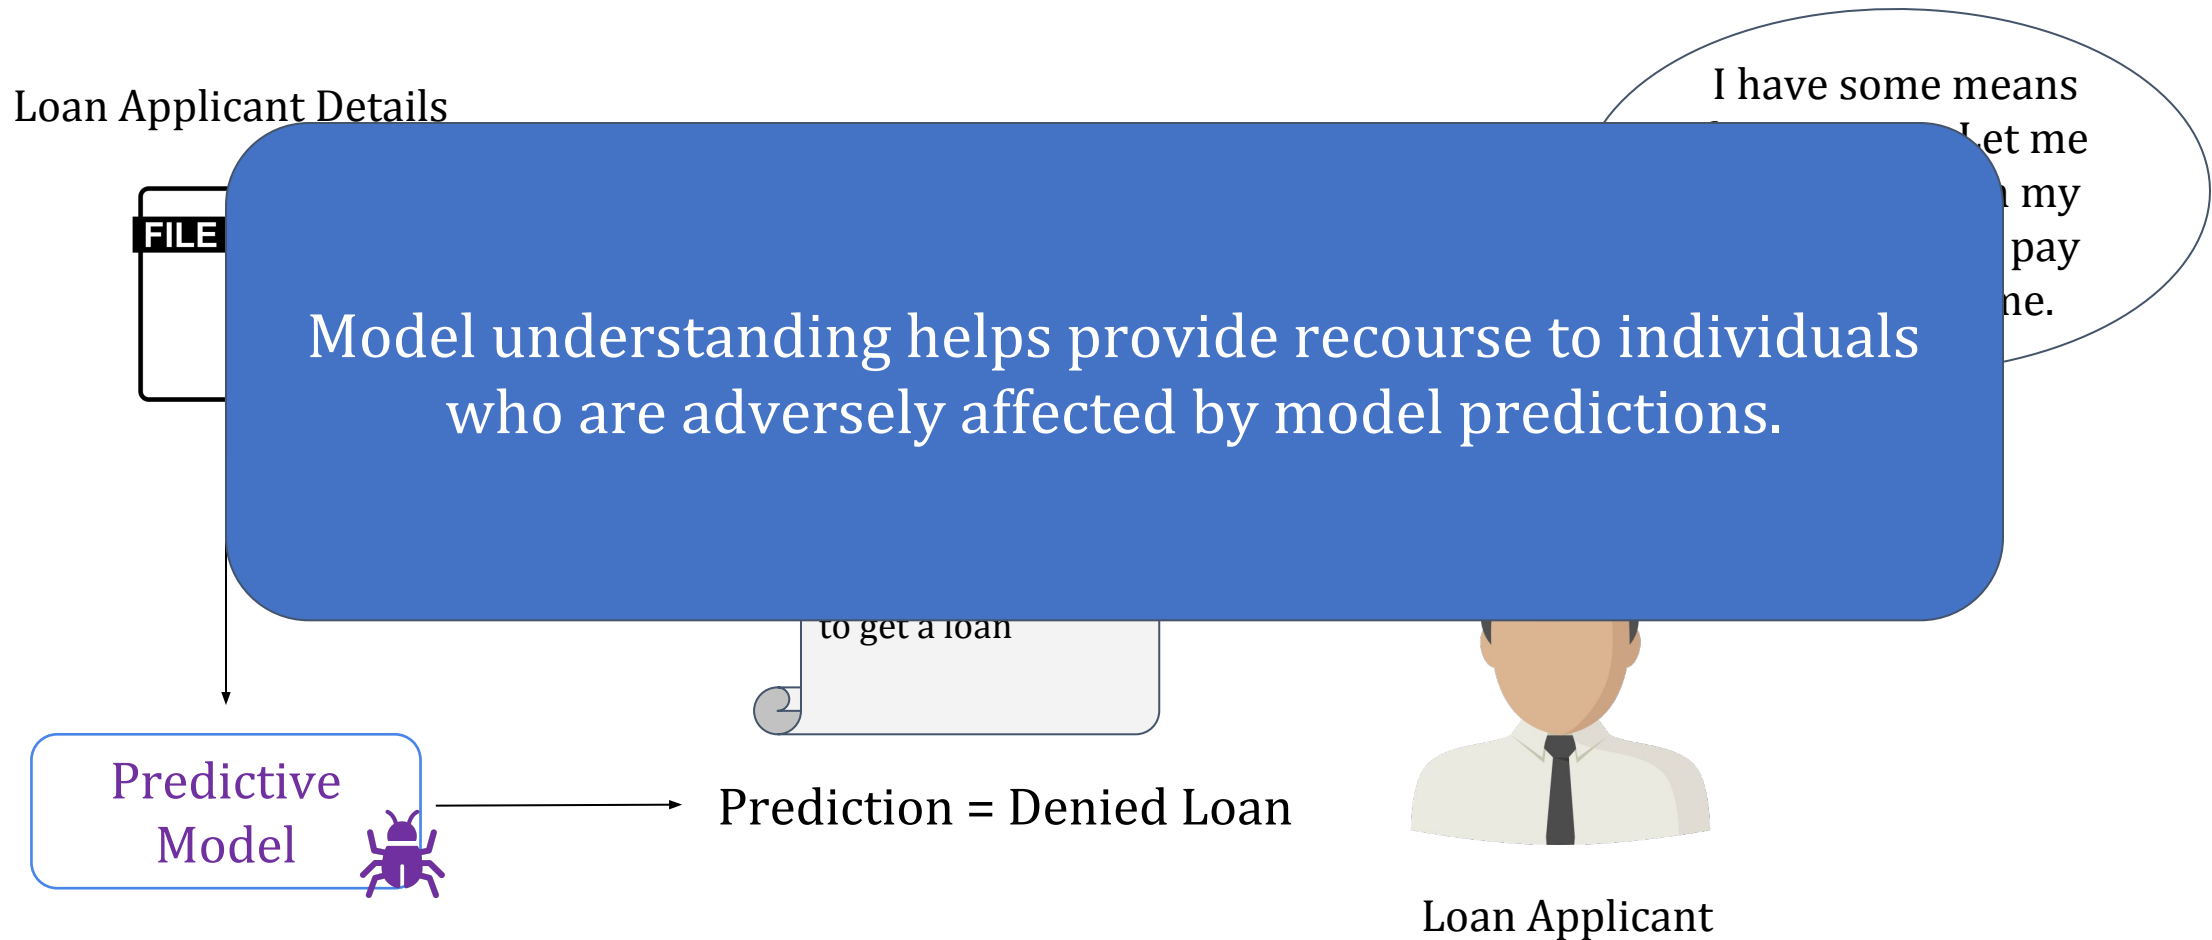 Loan Applicant Details
I have some means
Let me
my
pay
FILE
Model understanding helps provide recourse to individuals
who are adversely affected by model predictions.
to get a loan
Predictive
Model
Prediction = Denied Loan
Loan Applicant